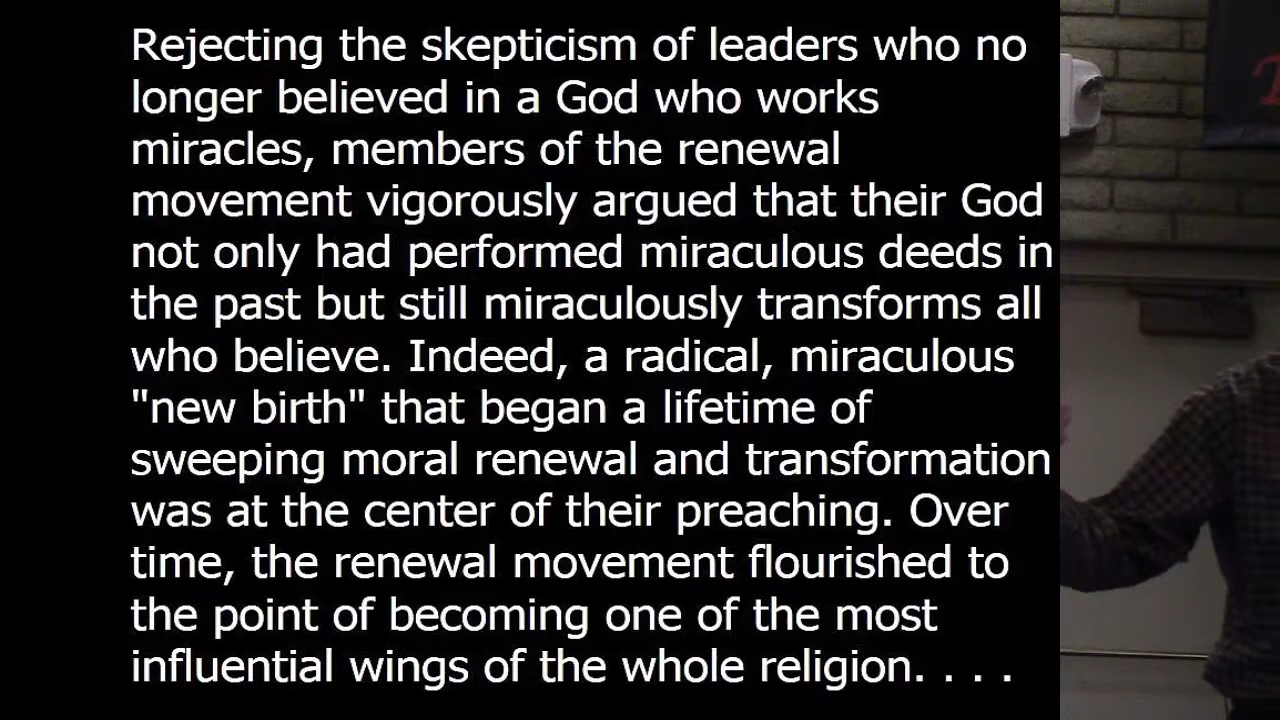 Rejecting the skepticism of leaders who no
longer believed in a God who works
miracles, members of the renewal
movement vigorously argued that their God
not only had performed miraculous deeds in
the past but still miraculously transforms all
who believe. Indeed, a radical, miraculous
"new birth" that began a lifetime of
sweeping moral renewal and transformation
was at the center of their preaching. Over
time, the renewal movement flourished to
the point of becoming one of the most
influential wings of the whole religion. . . .